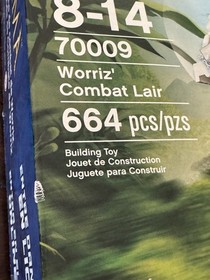 8-14
70009
Worriz'
Combat Lair
664 pcs/pzs
Building Toy
Jouet de Construction
Juguete para Construir